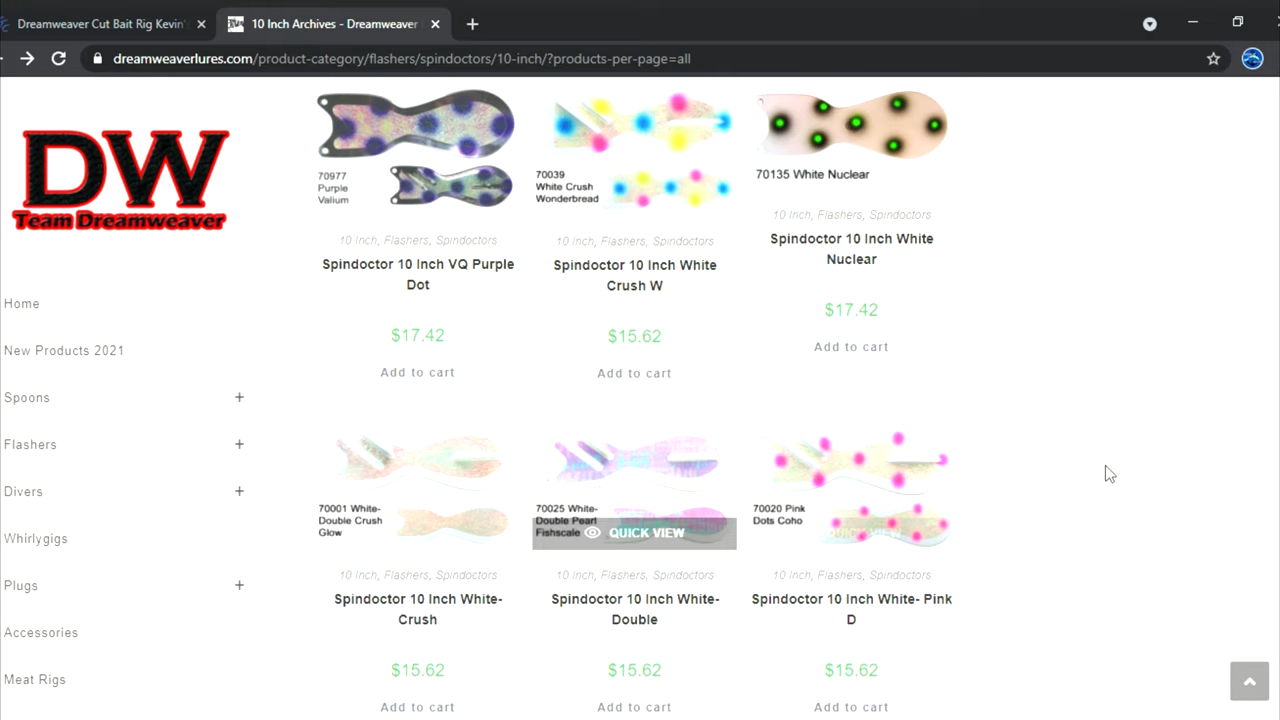 Dreamweaver Cut Bait Rig Kevin'
10 Inch Archives - Dreamweaver
dreamweaverlures.com/product-category/flashers/spindoctors/10-inch/?products-per-page=all
DW
Team Dreamweaver
Home
New Products 2021
Spoons
Flashers
Divers
Whirlygigs
Plugs
Accessories
Meat Rigs
70977
Purple
Valium
10 Inch, Flashers, Spindoctors
Spindoctor 10 Inch VQ Purple
Dot
$17.42
Add to cart
70039
White Crush
Wonderbread
10 Inch, Flashers, Spindoctors
Spindoctor 10 Inch White
Crush W
$15.62
Add to cart
70135 White Nuclear
10 Inch, Flashers, Spindoctors
Spindoctor 10 Inch White
Nuclear
$17.42
Add to cart
70001 White-
Double Crush
Glow
10 Inch, Flashers, Spindoctors
Spindoctor 10 Inch White-
Crush
$15.62
Add to cart
70025 White-
Double Pearl
Fishscale
QUICK VIEW
10 Inch, Flashers, Spindoctors
Spindoctor 10 Inch White-
Double
$15.62
Add to cart
70020 Pink
Dots Coho
QUICK VIEW
10 Inch, Flashers, Spindoctors
Spindoctor 10 Inch White- Pink
D
$15.62
Add to cart